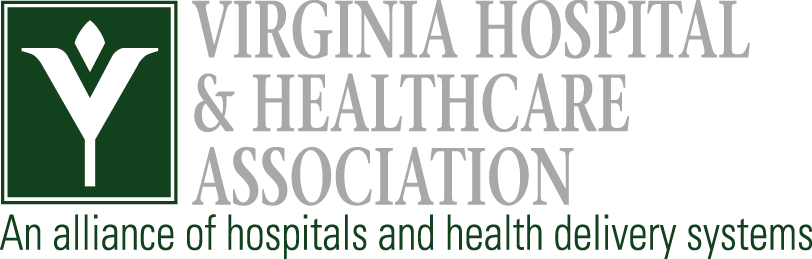 VIRGINIA HOSPITAL
& HEALTHCARE
ASSOCIATION
An alliance of hospitals and health delivery systems